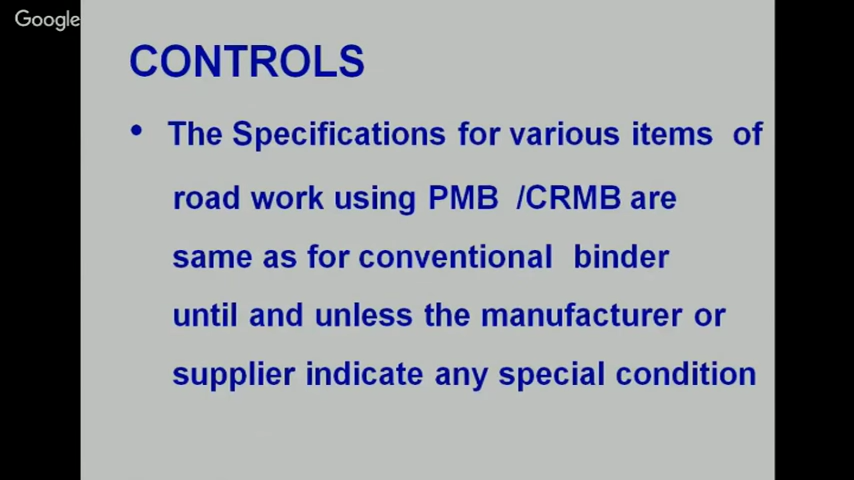 Google
CONTROLS
• The Specifications for various items of
road work using PMB /CRMB are
same as for conventional binder
until and unless the manufacturer or
supplier indicate any special condition